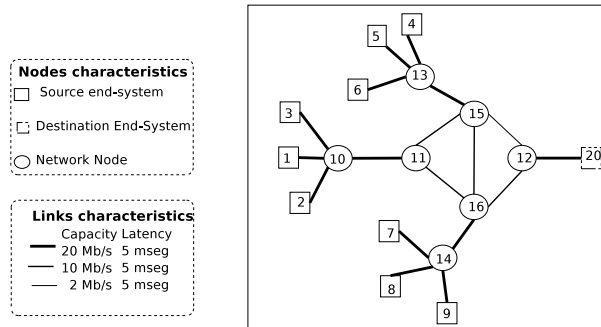 Nodes characteristics
Source end-system
Destination End-System
Network Node
Links characteristics
Capacity Latency
20 Mb/s 5 mseg
10 Mb/s 5 mseg
2 Mb/s 5 mseg
4
5
13
6
3
15
1
10
11
12
20
2
16
7
14
8
9